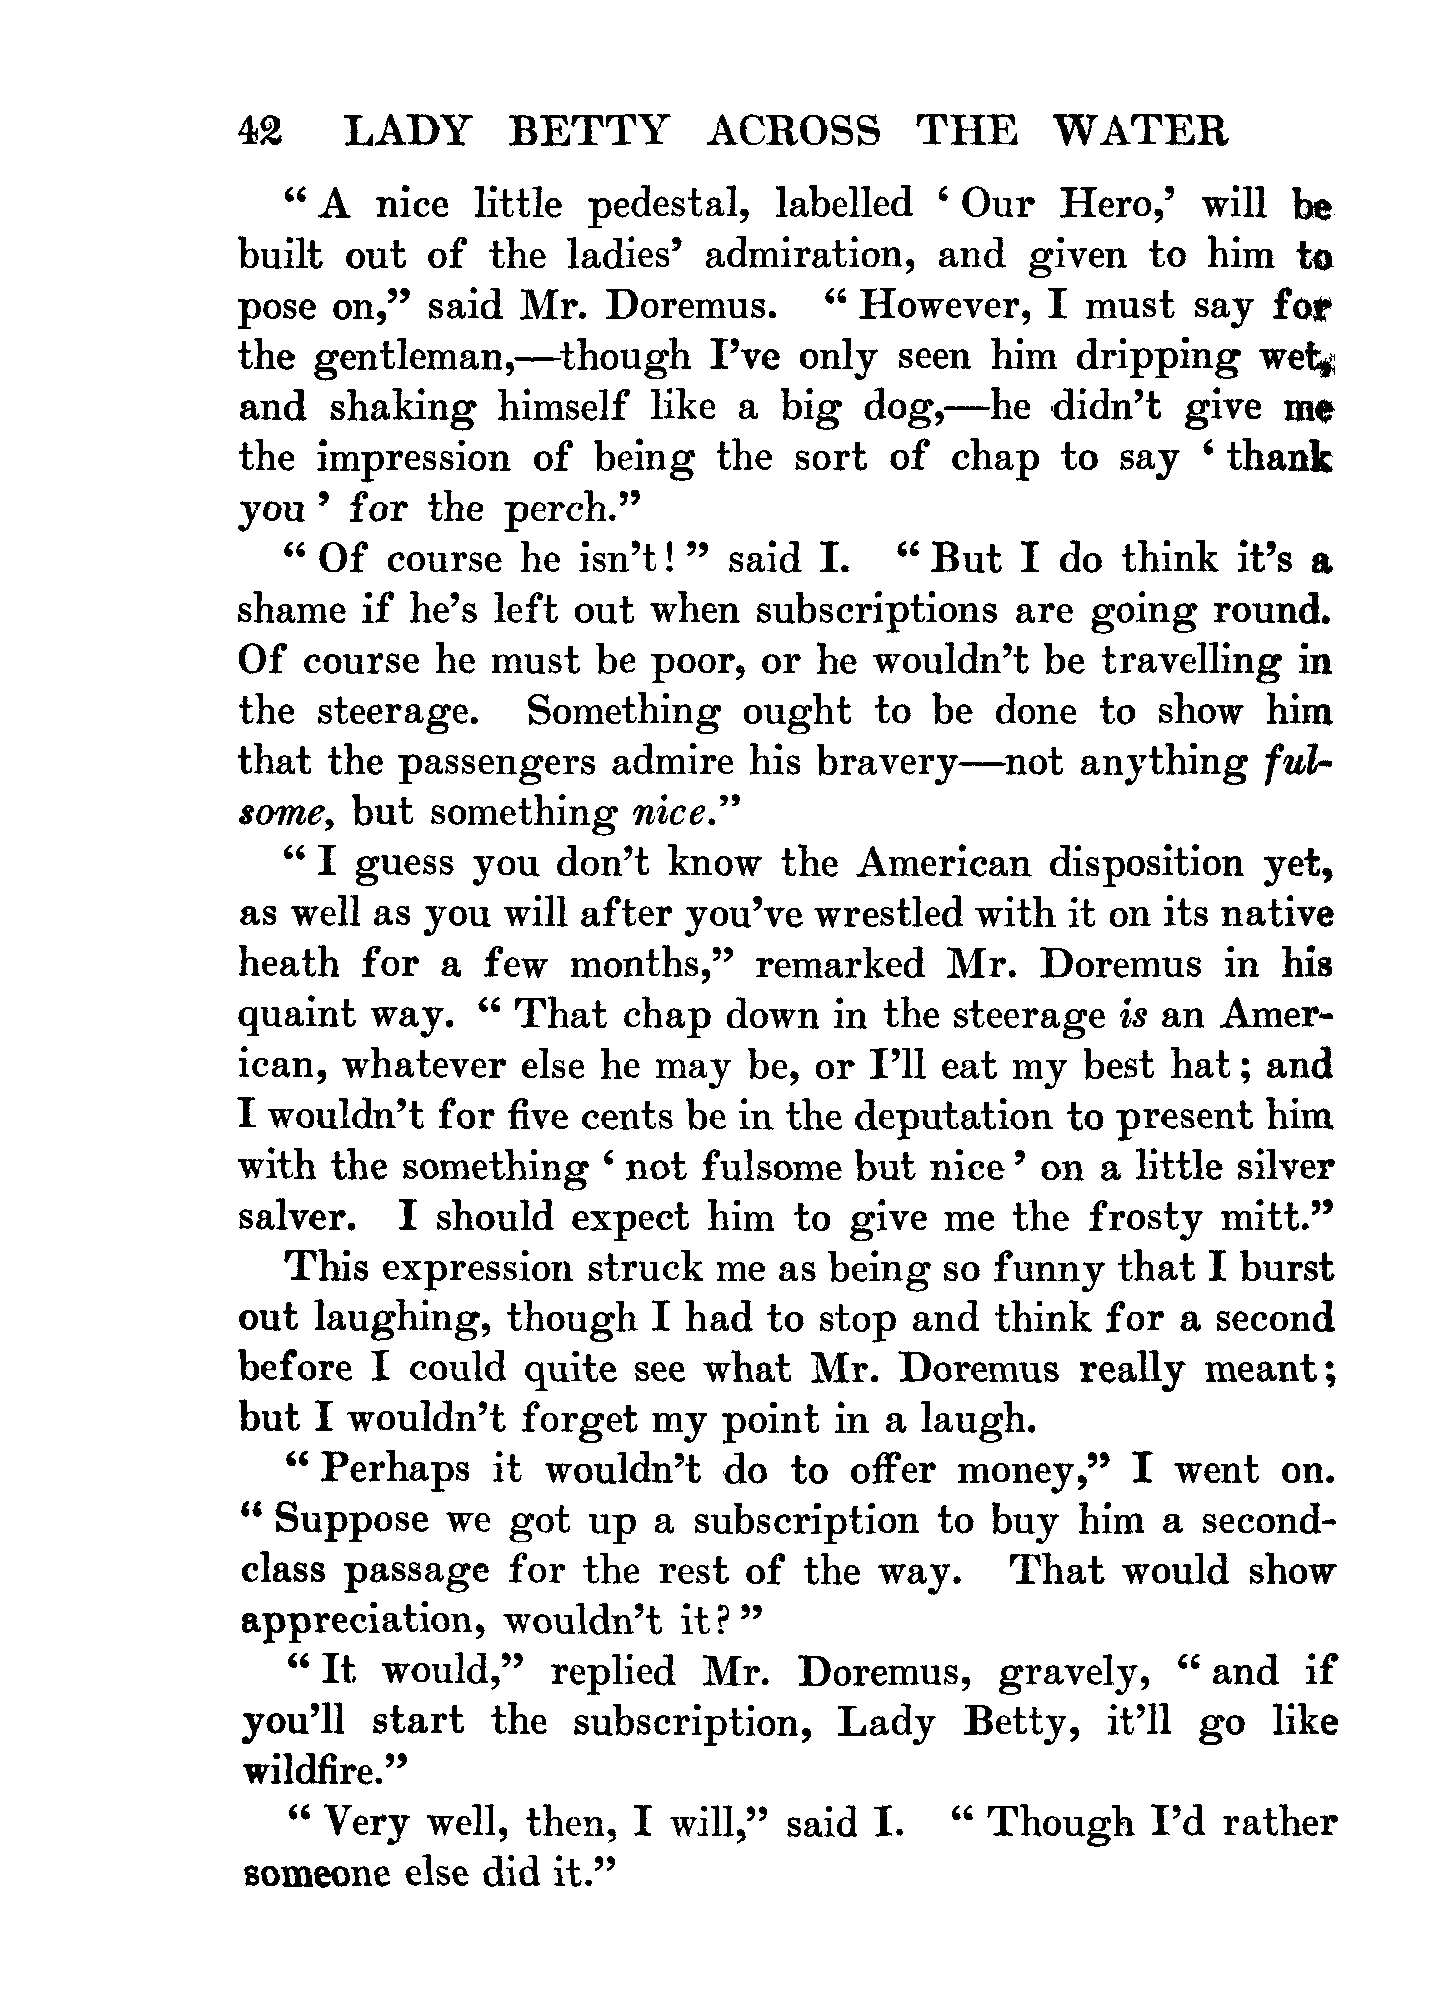 42 LADY BETTY ACROSS THE WATER
“ A nice little pedestal, labelled ‘ Our Hero,’ will be
built out of the ladies’ admiration, and given to him to
pose on,” said Mr. Doremus. “ However, I must say for
the gentleman,—though I’ve only seen him dripping wet,
and shaking himself like a big dog,—he didn’t give me
the impression of being the sort of chap to say ‘ thank
you ’ for the perch.”
“ Of course he isn’t! ” said I. “ But I do think it’s a
shame if he’s left out when subscriptions are going round.
Of course he must be poor, or he wouldn’t be travelling in
the steerage. Something ought to be done to show him
that the passengers admire his bravery—not anything ful-
some, but something nice.”
“ I guess you don’t know the American disposition yet,
as well as you will after you’ve wrestled with it on its native
heath for a few months,” remarked Mr. Doremus in his
quaint way. “ That chap down in the steerage is an Amer-
ican, whatever else he may be, or I’ll eat my best hat ; and
I wouldn’t for five cents be in the deputation to present him
with the something ‘ not fulsome but nice ’ on a little silver
salver. I should expect him to give me the frosty mitt.”
This expression struck me as being so funny that I burst
out laughing, though I had to stop and think for a second
before I could quite see what Mr. Doremus really meant ;
but I wouldn’t forget my point in a laugh.
“ Perhaps it wouldn’t do to offer money,” I went on.
“ Suppose we got up a subscription to buy him a second-
class passage for the rest of the way. That would show
appreciation, wouldn’t it? ”
“ It would,” replied Mr. Doremus, gravely, “ and if
you’ll start the subscription, Lady Betty, it’ll go like
wildfire.”
“ Very well, then, I will,” said I. “ Though I’d rather
someone else did it.”